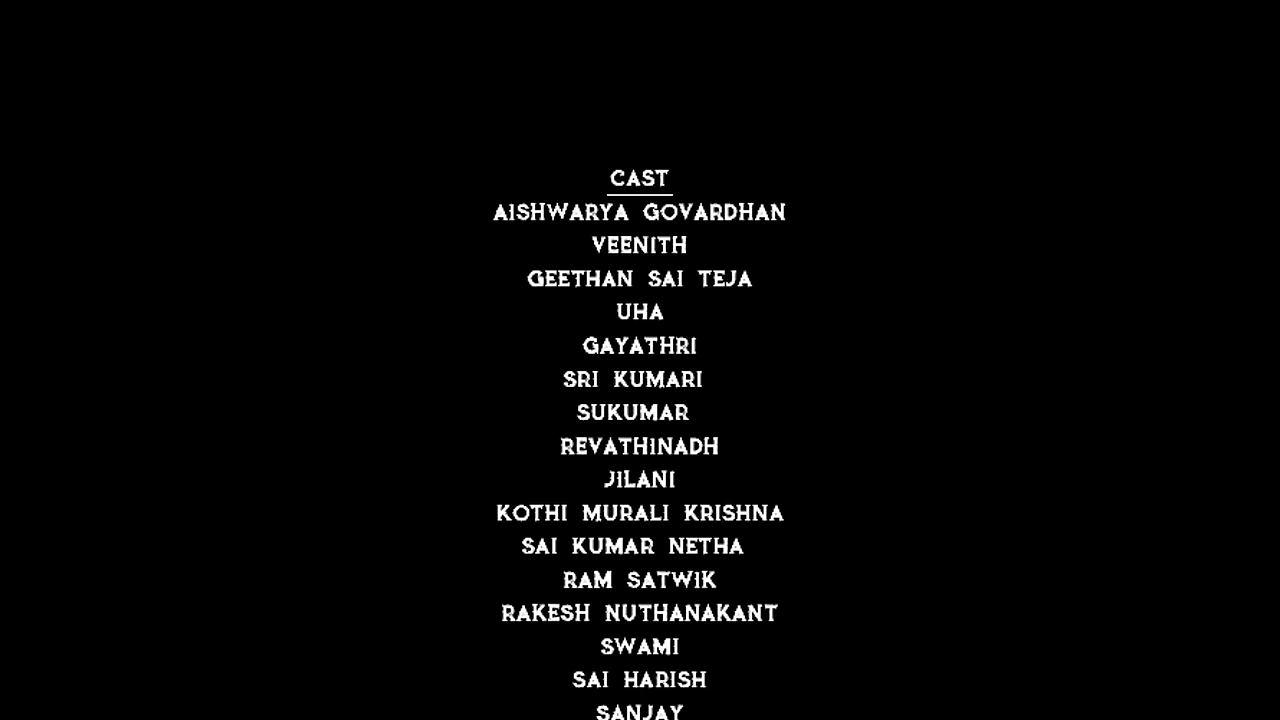 CAST
AISHWARYA GOVARDHAN
VEENITH
GEETHAN SAI TEJA
UHA
GAYATHRI
SRI KUMARI
SUKUMAR
REVATHINADH
JILANI
KOTHI MURALI KRISHNA
SAI KUMAR NETHA
RAM SATWIK
RAKESH NUTHANAKANT
SWAMI
SAI HARISH
SANJAY